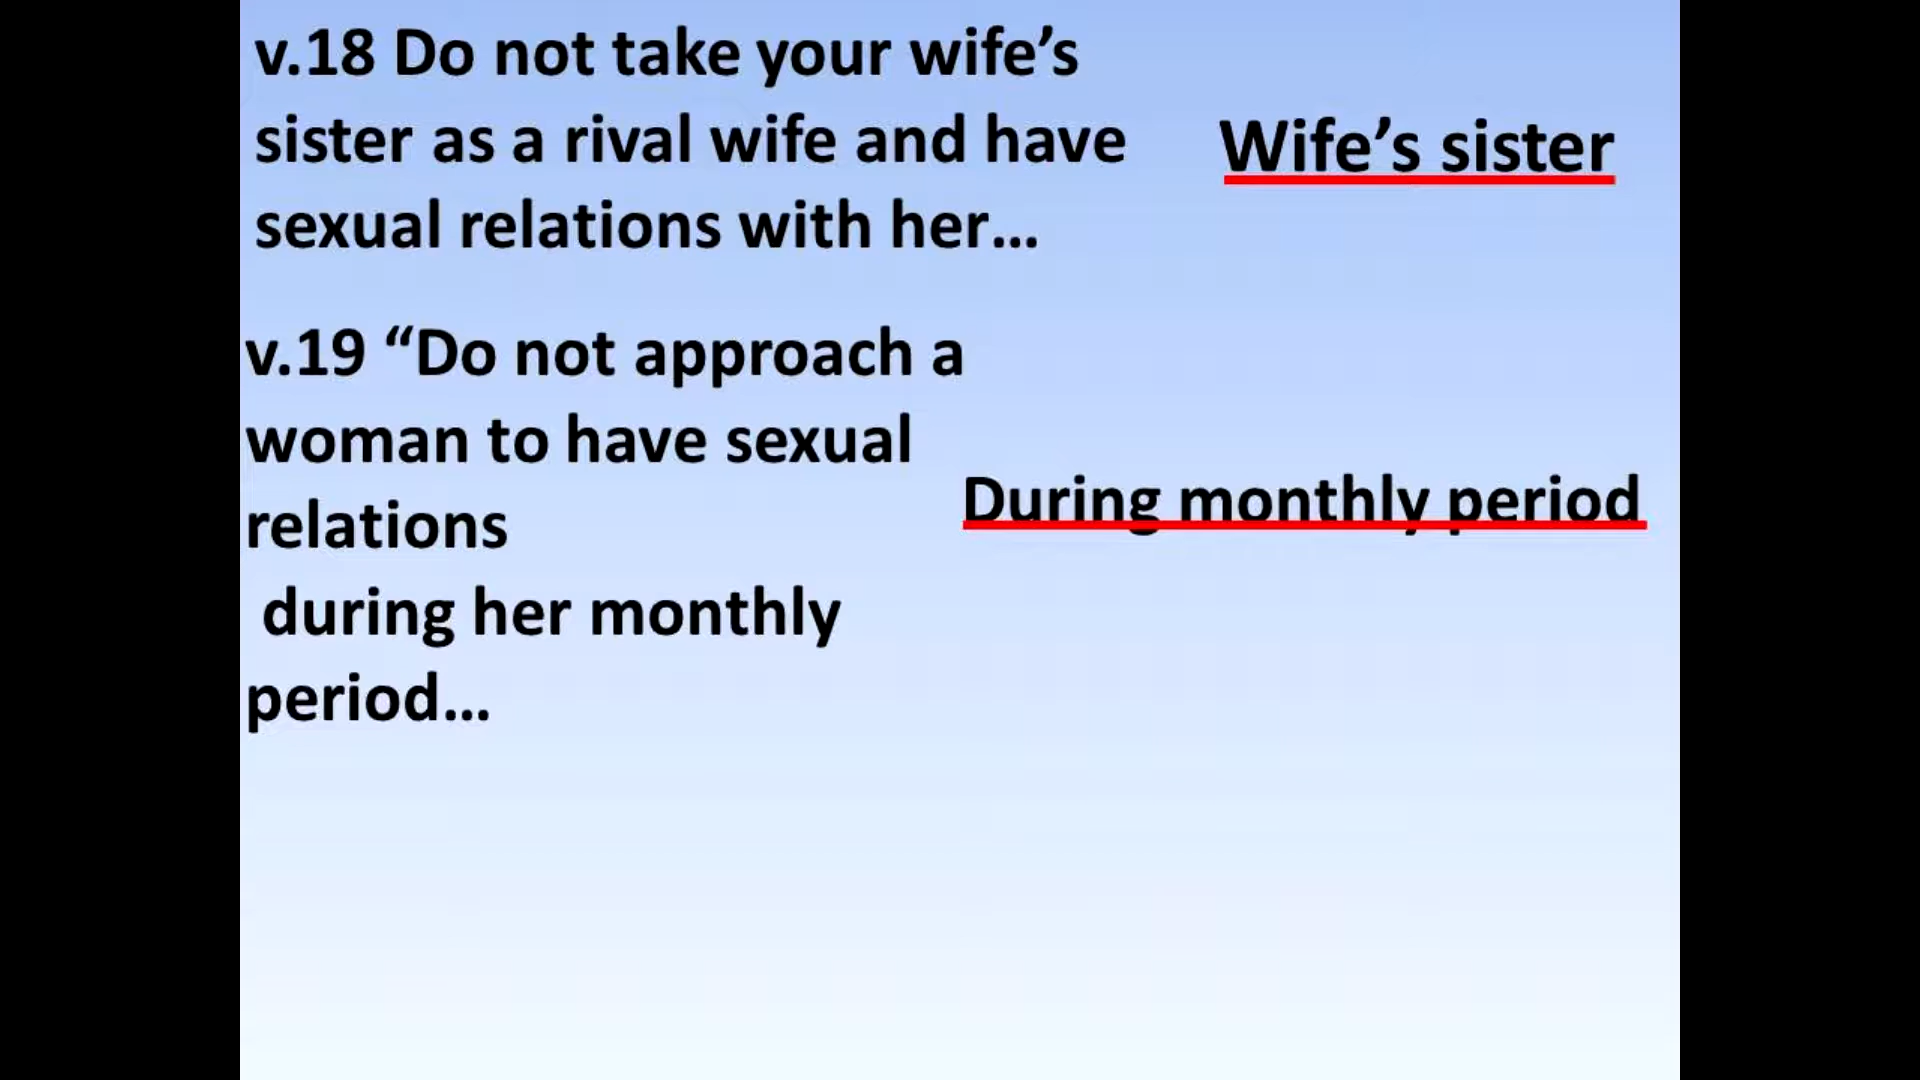 v.18 Do not take your wife’s
sister as a rival wife and have
sexual relations with her…
Wife’s sister
v.19 “Do not approach a
woman to have sexual
relations
during her monthly
period…
During monthly period